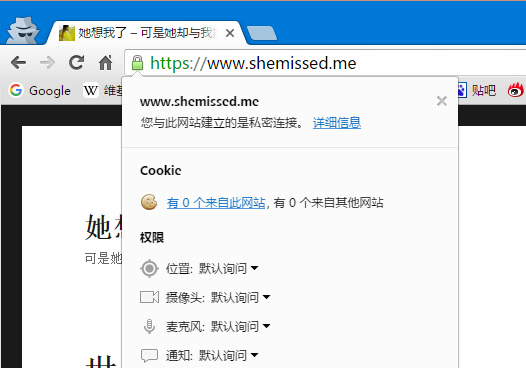 她想我了 – 可是她却与我
https://www.shemissed.me
Google W 维 贴吧
www.shemissed.me
您与此网站建立的是私密连接。 详细信息
Cookie
有 0 个来自此网站, 有 0 个来自其他网站
权限
她想
可是她
位置: 默认询问
摄像头: 默认询问
麦克风: 默认询问
通知: 默认询问